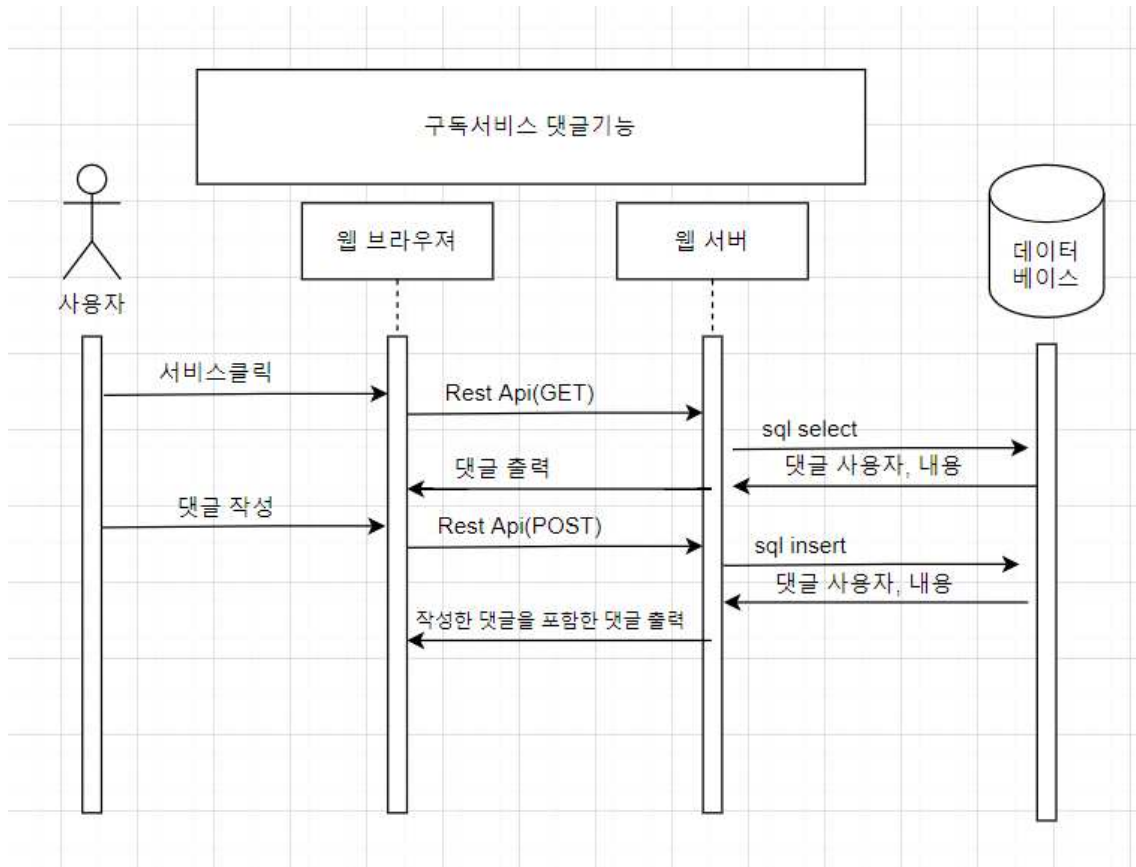 구독서비스 댓글기능
웹 브라우져
웹 서버
데이터
베이스
사용자
서비스클릭
Rest Api(GET)
sql select
댓글 사용자, 내용
댓글 출력
댓글 작성
Rest Api(POST)
sql insert
댓글 사용자, 내용
작성한 댓글을 포함한 댓글 출력